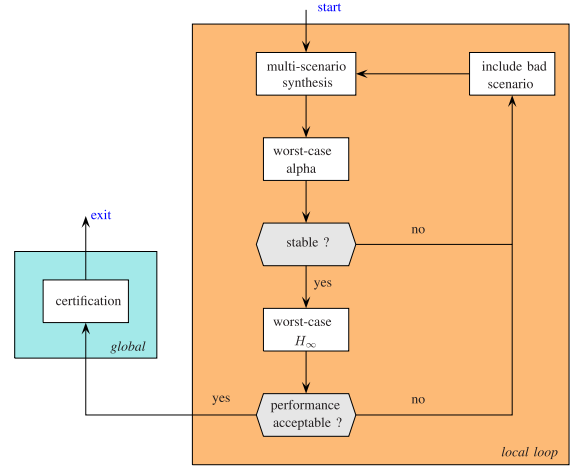 start
multi-scenario
synthesis
include bad
scenario
worst-case
alpha
exit
stable ?
no
yes
certification
global
worst-case
H∞
yes
performance
acceptable ?
no
local loop